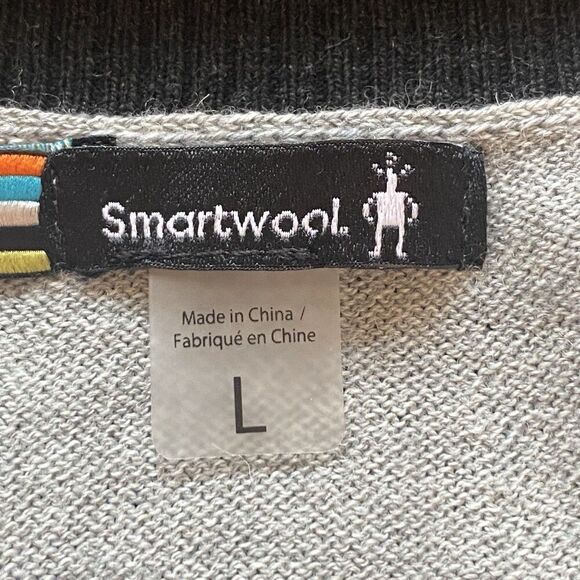 Smartwool.
Made in China /
Fabriqué en Chine
L